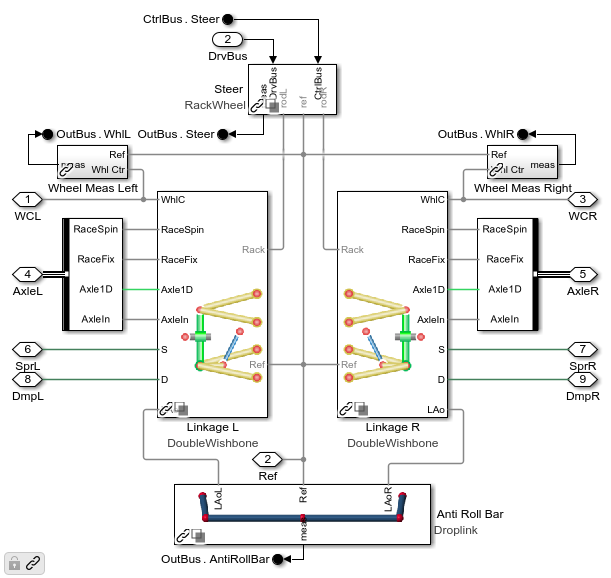 CtrlBus . Steer
2
DrvBus
Steer
RackWheel
meas
DrvBus
CtrlBus
rodL
ref
rodR
OutBus . WhlL
OutBus . Steer
OutBus . WhlR
Ref
meas
Whl Ctr
Wheel Meas Left
Ref
Whl Ctr
meas
Wheel Meas Right
1
WCL
WhlC
WhlC
3
WCR
RaceSpin
RaceSpin
RaceSpin
RaceSpin
Rack
Rack
RaceFix
RaceFix
RaceFix
RaceFix
4
AxleL
5
AxleR
Axle1D
Axle1D
Axle1D
Axle1D
AxleIn
AxleIn
AxleIn
AxleIn
6
SprL
S
S
7
SprR
Ref
Ref
8
DmpL
D
D
9
DmpR
LAo
Linkage L
DoubleWishbone
Linkage R
DoubleWishbone
2
Ref
LAoL
Ref
LAoR
meas
Anti Roll Bar
Droplink
OutBus . AntiRollBar